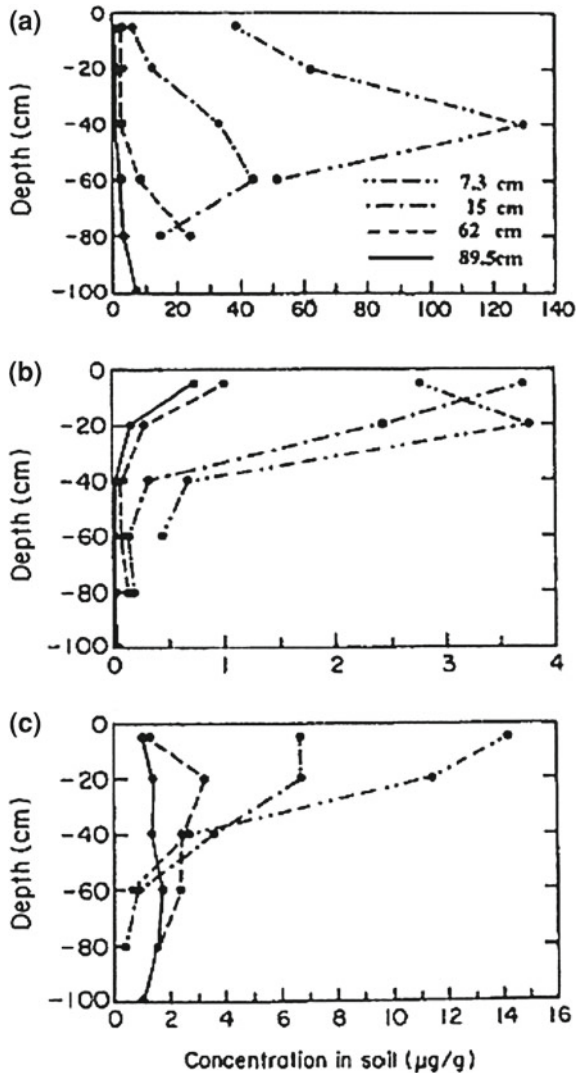 (a)
Depth (cm)
0
-20
-40
-60
-80
-100
7.3 cm
15 cm
62 cm
89.5cm
0 20 40 60 80 100 120 140
(b)
Depth (cm)
0
-20
-40
-60
-80
-100
0 1 2 3 4
(c)
Depth (cm)
0
-20
-40
-60
-80
-100
0 2 4 6 8 10 12 14 16
Concentration in soil (µg/g)